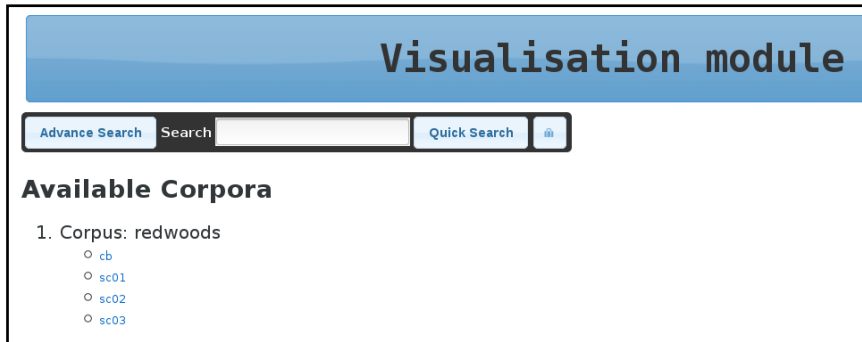 Visualisation module
Advance Search Search Quick Search
Available Corpora
1. Corpus: redwoods
cb
sc01
sc02
sc03